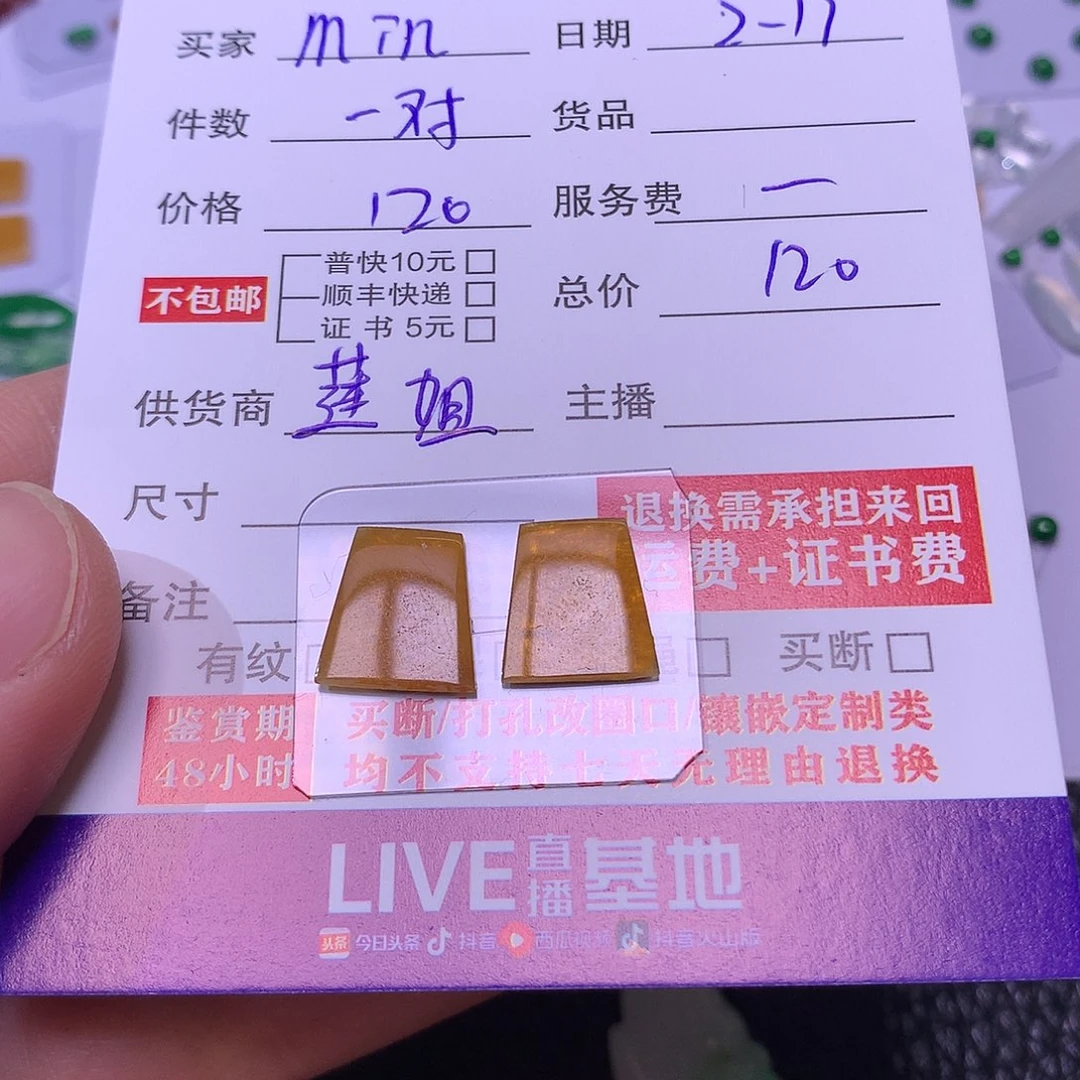 买家 min 日期 2-17
件数 一对 货品
价格 120 服务费 一
普快10元
不包邮 顺丰快递 总价 120
证书 5元
供货商 莲姐 主播
尺寸
退换需承担来回
运费+证书费
备注
有纹 买断
鉴赏期 买断/打孔改圈口/镶嵌定制类
48小时 均不支持七天无理由退换
LIVE 直播 基地
头条 今日头条 抖音 西瓜视频 抖音火山版